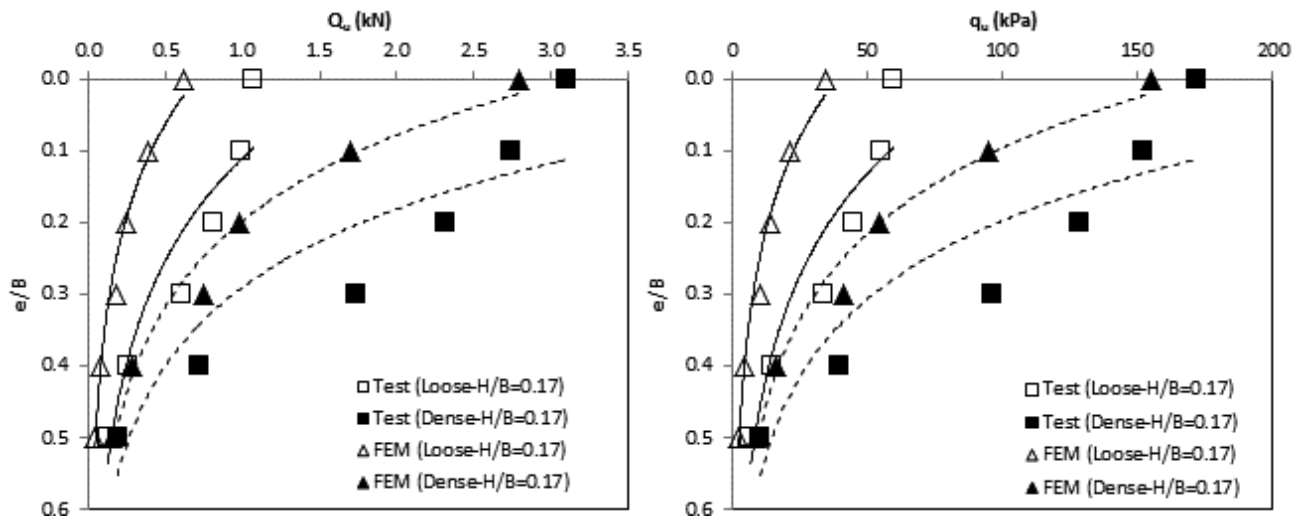 Qu (kN)
0.0 0.5 1.0 1.5 2.0 2.5 3.0 3.5
0.0
0.1
0.2
0.3
0.4
0.5
0.6
e/B
Test (Loose-H/B=0.17)
Test (Dense-H/B=0.17)
FEM (Loose-H/B=0.17)
FEM (Dense-H/B=0.17)
qu (kPa)
0 50 100 150 200
0.0
0.1
0.2
0.3
0.4
0.5
0.6
e/B
Test (Loose-H/B=0.17)
Test (Dense-H/B=0.17)
FEM (Loose-H/B=0.17)
FEM (Dense-H/B=0.17)